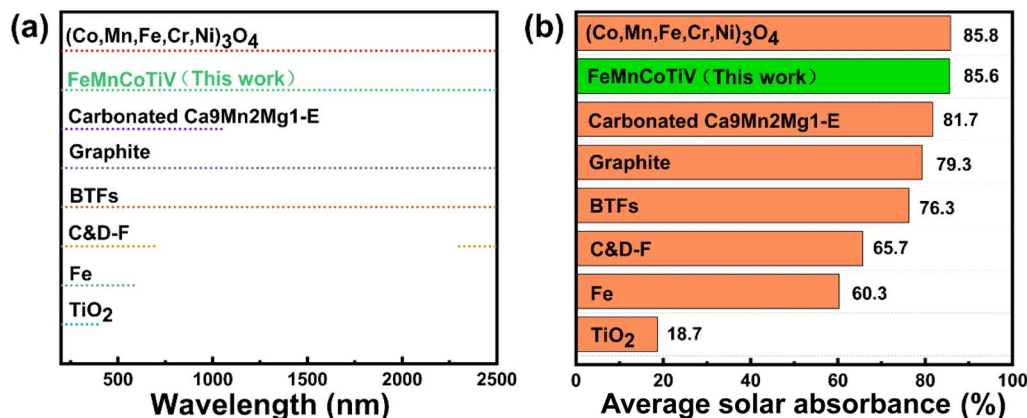 (a)
(Co,Mn,Fe,Cr,Ni)₃O₄
FeMnCoTiV（This work）
Carbonated Ca9Mn2Mg1-E
Graphite
BTFs
C&D-F
Fe
TiO₂
500 1000 1500 2000 2500
Wavelength (nm)
(b)
(Co,Mn,Fe,Cr,Ni)₃O₄ 85.8
FeMnCoTiV（This work） 85.6
Carbonated Ca9Mn2Mg1-E 81.7
Graphite 79.3
BTFs 76.3
C&D-F 65.7
Fe 60.3
TiO₂ 18.7
0 20 40 60 80 100
Average solar absorbance (%)